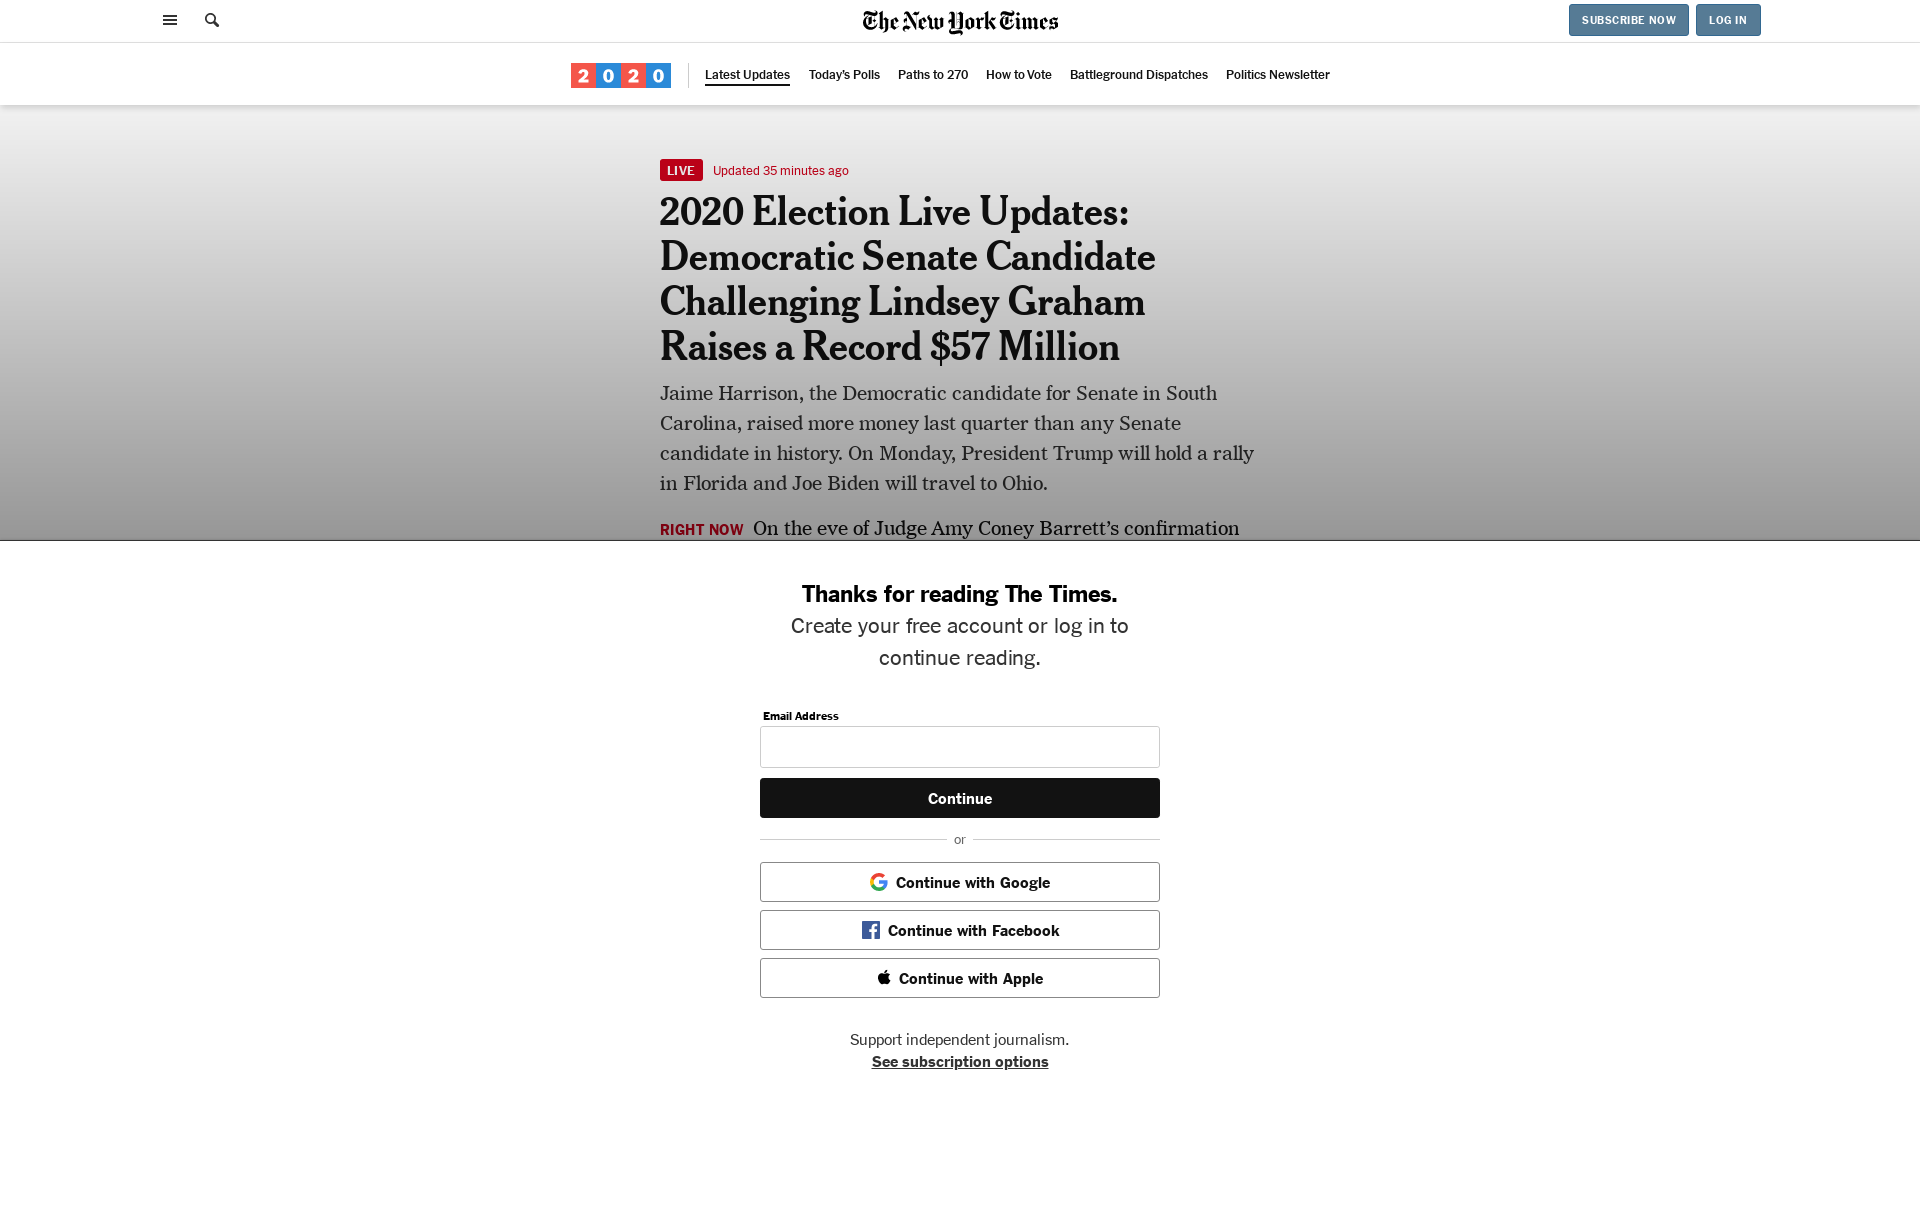 The New York Times
SUBSCRIBE NOW
LOG IN
2020
Latest Updates
Today's Polls
Paths to 270
How to Vote
Battleground Dispatches
Politics Newsletter
LIVE
Updated 35 minutes ago
2020 Election Live Updates:
Democratic Senate Candidate
Challenging Lindsey Graham
Raises a Record $57 Million
Jaime Harrison, the Democratic candidate for Senate in South
Carolina, raised more money last quarter than any Senate
candidate in history. On Monday, President Trump will hold a rally
in Florida and Joe Biden will travel to Ohio.
RIGHT NOW On the eve of Judge Amy Coney Barrett’s confirmation
Thanks for reading The Times.
Create your free account or log in to
continue reading.
Email Address
Continue
or
Continue with Google
Continue with Facebook
Continue with Apple
Support independent journalism.
See subscription options